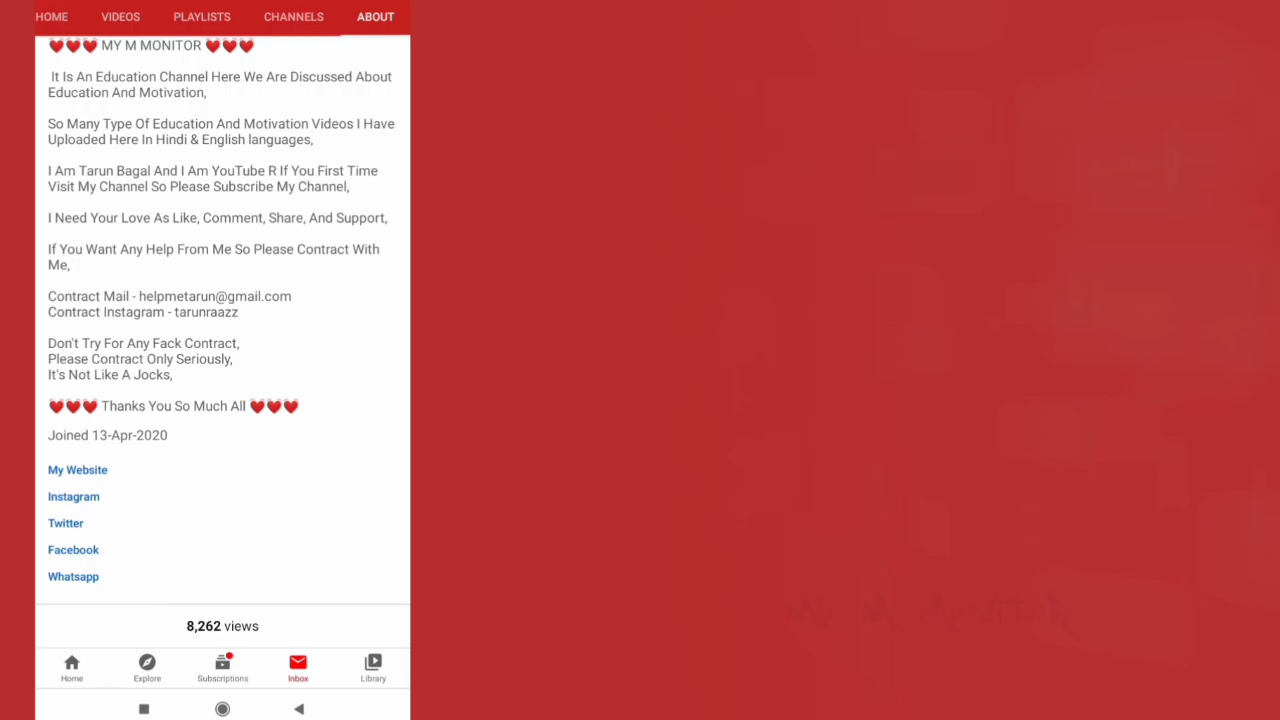 HOME VIDEOS PLAYLISTS CHANNELS ABOUT
❤❤❤ MY M MONITOR ❤❤❤
It Is An Education Channel Here We Are Discussed About
Education And Motivation,
So Many Type Of Education And Motivation Videos I Have
Uploaded Here In Hindi & English languages,
I Am Tarun Bagal And I Am YouTube R If You First Time
Visit My Channel So Please Subscribe My Channel,
I Need Your Love As Like, Comment, Share, And Support,
If You Want Any Help From Me So Please Contract With
Me,
Contract Mail - helpmetarun@gmail.com
Contract Instagram - tarunraazz
Don't Try For Any Fack Contract,
Please Contract Only Seriously,
It's Not Like A Jocks,
❤❤❤ Thanks You So Much All ❤❤❤
Joined 13-Apr-2020
My Website
Instagram
Twitter
Facebook
Whatsapp
8,262 views
Home Explore Subscriptions Inbox Library